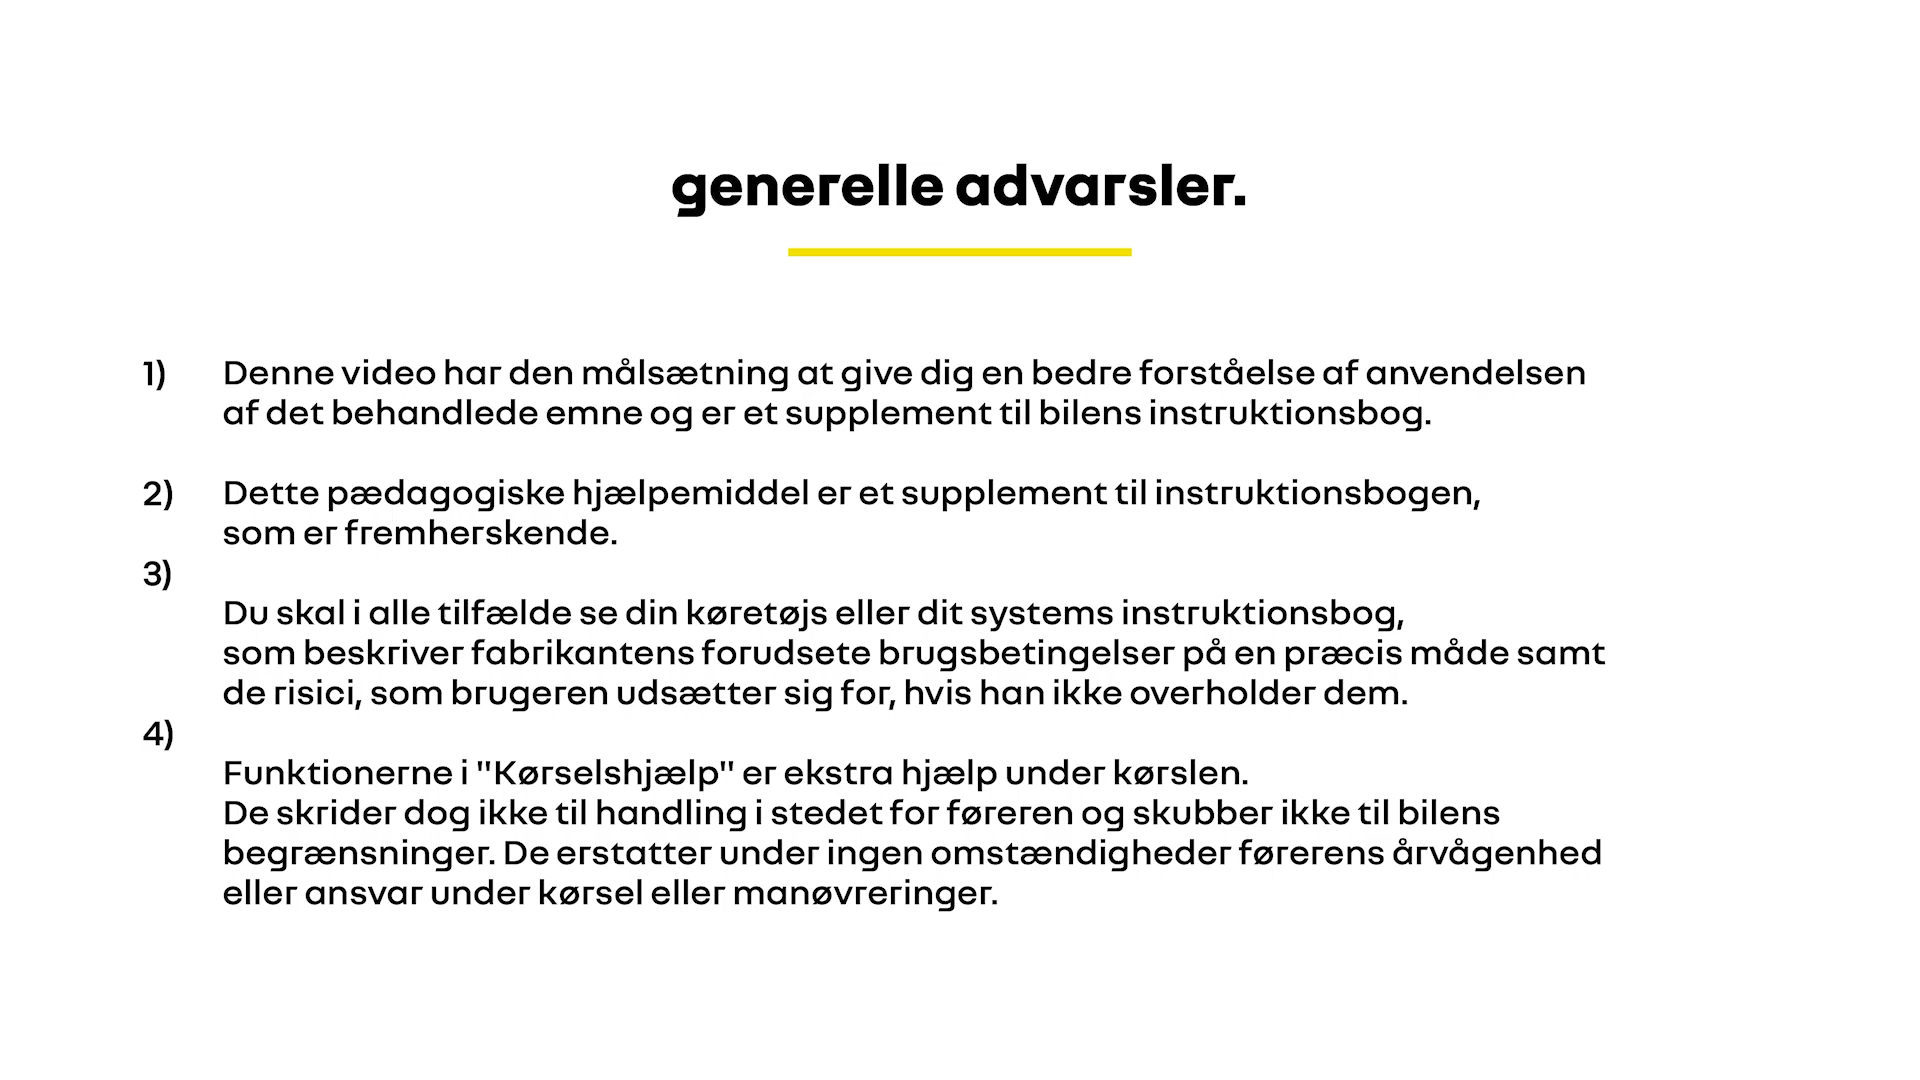 generelle advarsler.
1) Denne video har den målsætning at give dig en bedre forståelse af anvendelsen
af det behandlede emne og er et supplement til bilens instruktionsbog.
2) Dette pædagogiske hjælpemiddel er et supplement til instruktionsbogen,
som er fremherskende.
3)
Du skal i alle tilfælde se din køretøjs eller dit systems instruktionsbog,
som beskriver fabrikantens forudsete brugsbetingelser på en præcis måde samt
de risici, som brugeren udsætter sig for, hvis han ikke overholder dem.
4)
Funktionerne i "Kørselshjælp" er ekstra hjælp under kørslen.
De skrider dog ikke til handling i stedet for føreren og skubber ikke til bilens
begrænsninger. De erstatter under ingen omstændigheder førerens årvågenhed
eller ansvar under kørsel eller manøvreringer.